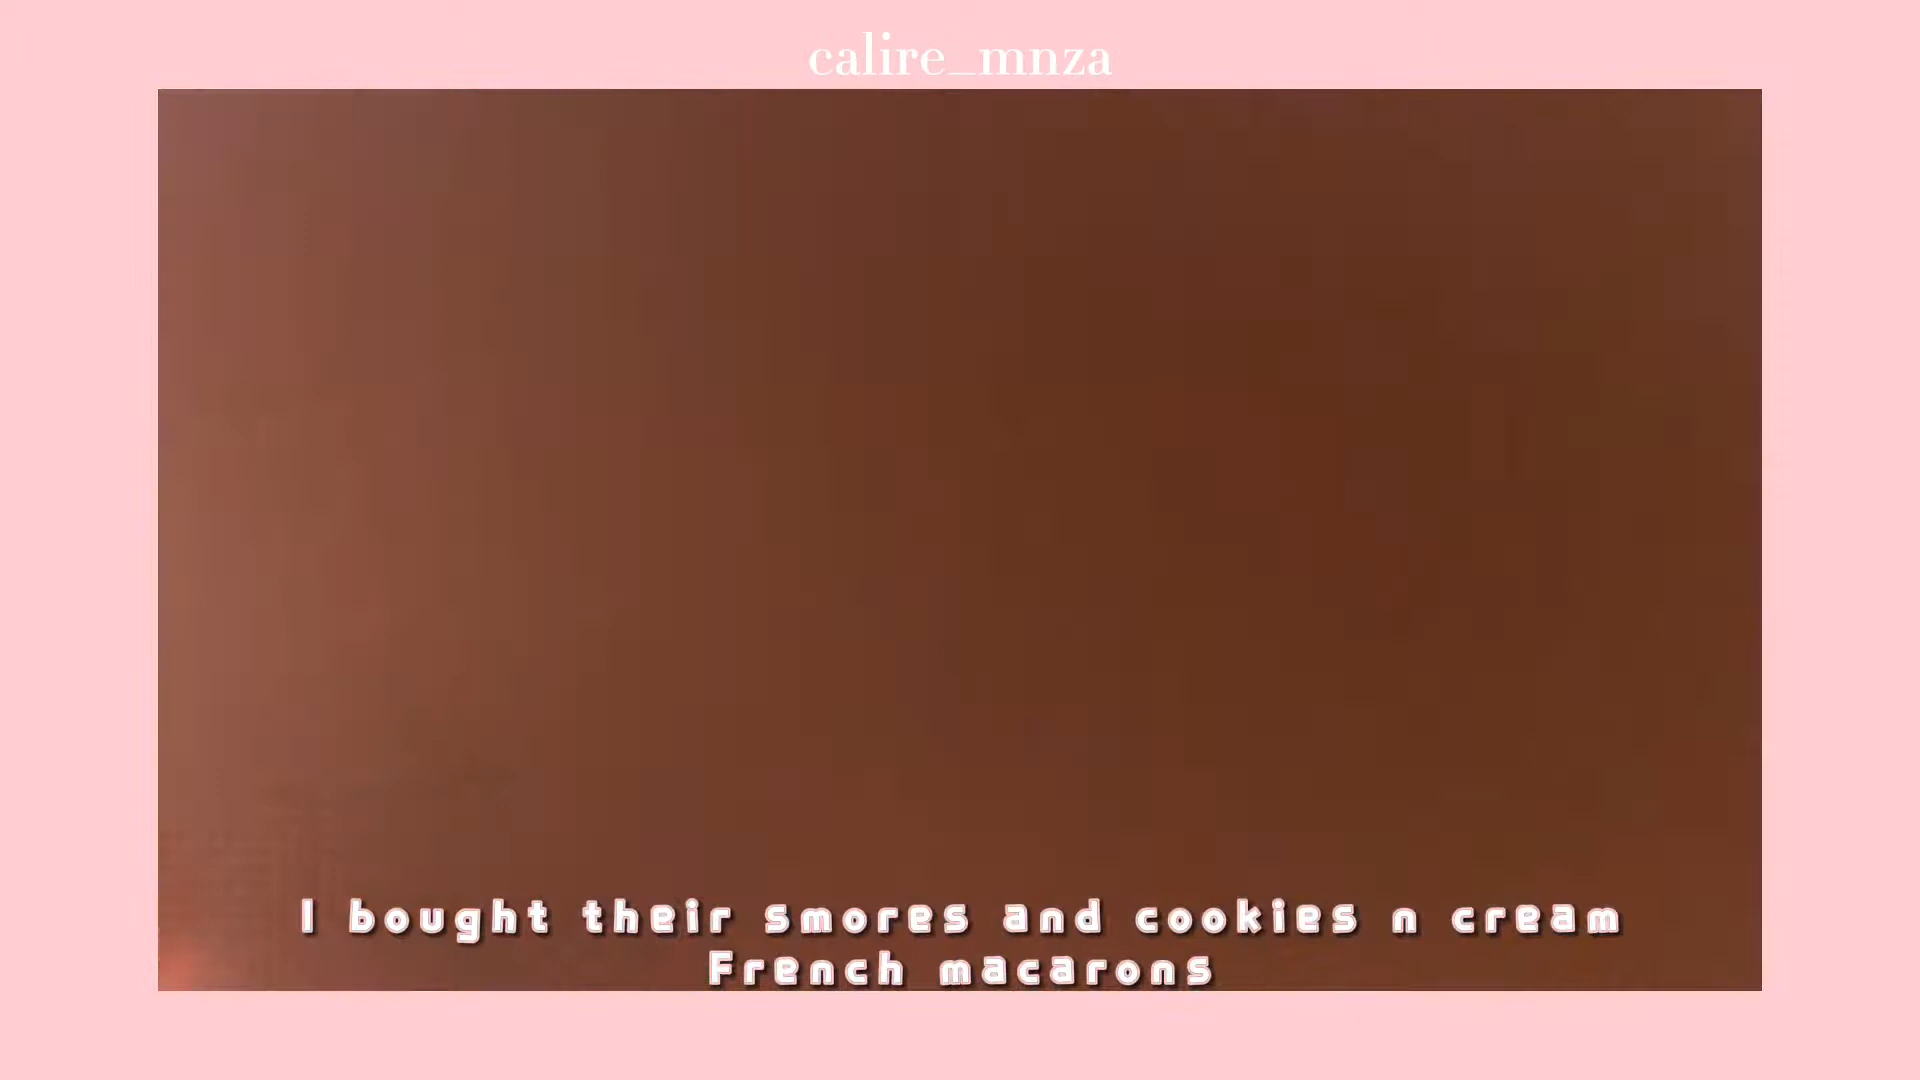 calire_mnza
I bought their smores and cookies n cream
French macarons